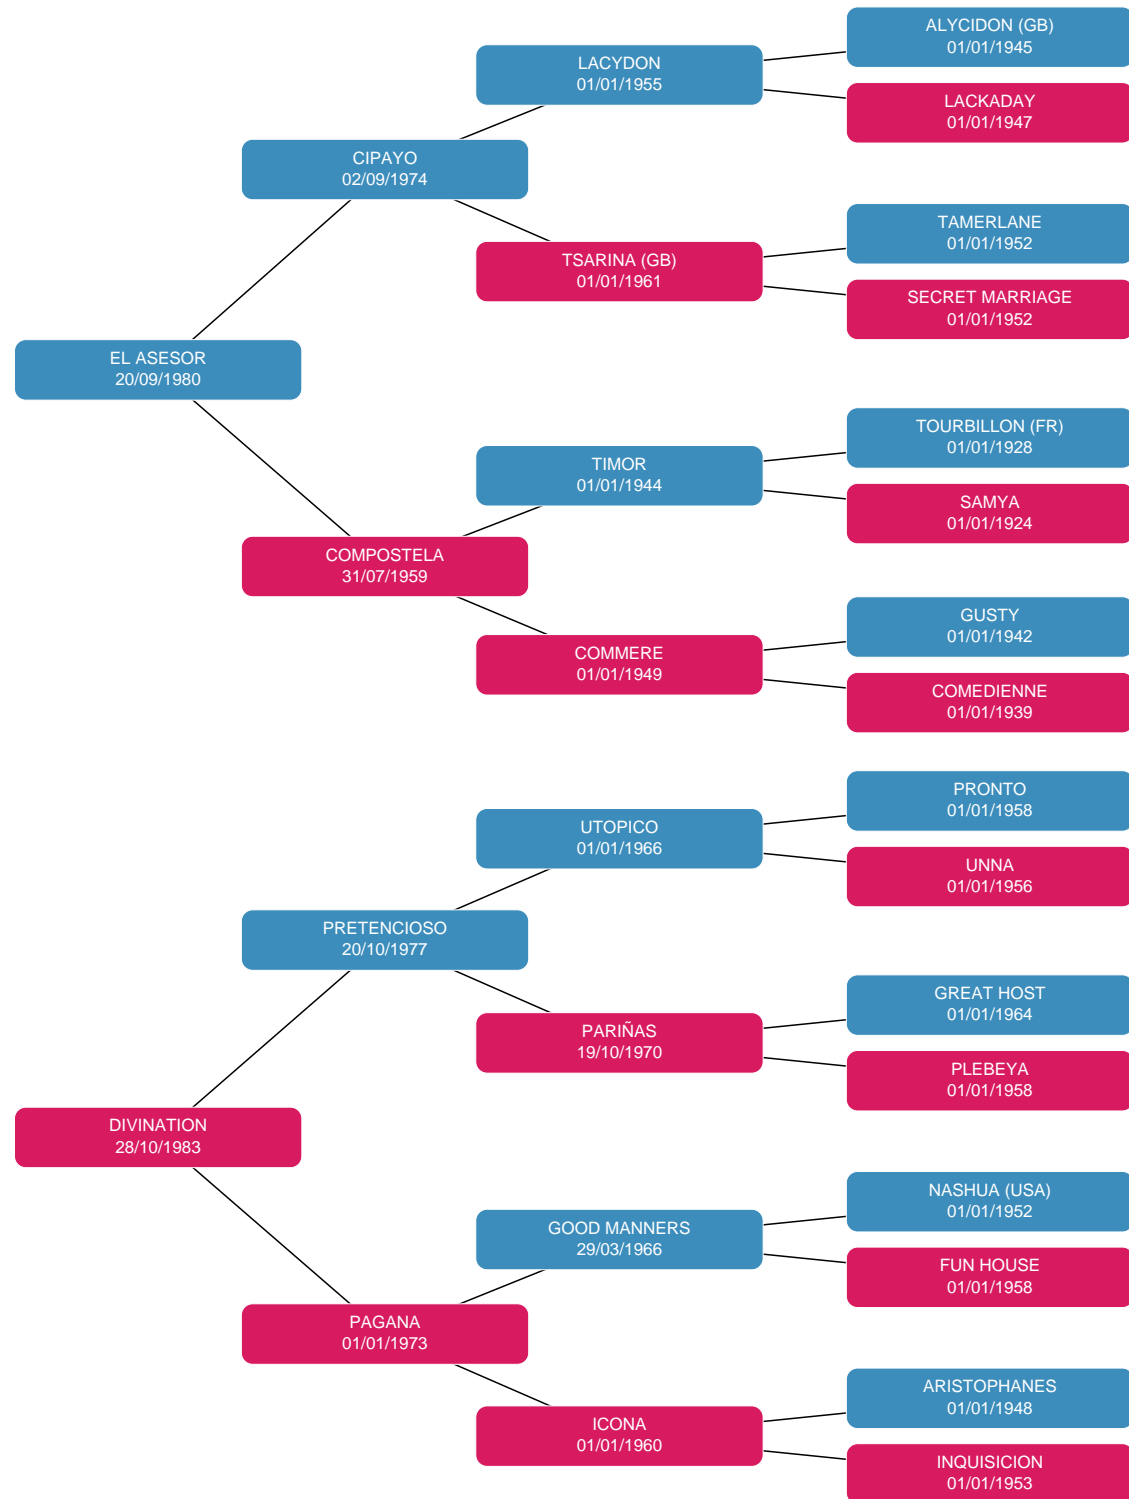 ALYCIDON (GB)
01/01/1945
LACYDON
01/01/1955
LACKADAY
01/01/1947
CIPAYO
02/09/1974
TAMERLANE
01/01/1952
TSARINA (GB)
01/01/1961
SECRET MARRIAGE
01/01/1952
EL ASESOR
20/09/1980
TOURBILLON (FR)
01/01/1928
TIMOR
01/01/1944
SAMYA
01/01/1924
COMPOSTELA
31/07/1959
GUSTY
01/01/1942
COMMERE
01/01/1949
COMEDIENNE
01/01/1939
PRONTO
01/01/1958
UTOPICO
01/01/1966
UNNA
01/01/1956
PRETENCIOSO
20/10/1977
GREAT HOST
01/01/1964
PARIÑAS
19/10/1970
PLEBEYA
01/01/1958
DIVINATION
28/10/1983
NASHUA (USA)
01/01/1952
GOOD MANNERS
29/03/1966
FUN HOUSE
01/01/1958
PAGANA
01/01/1973
ARISTOPHANES
01/01/1948
ICONA
01/01/1960
INQUISICION
01/01/1953